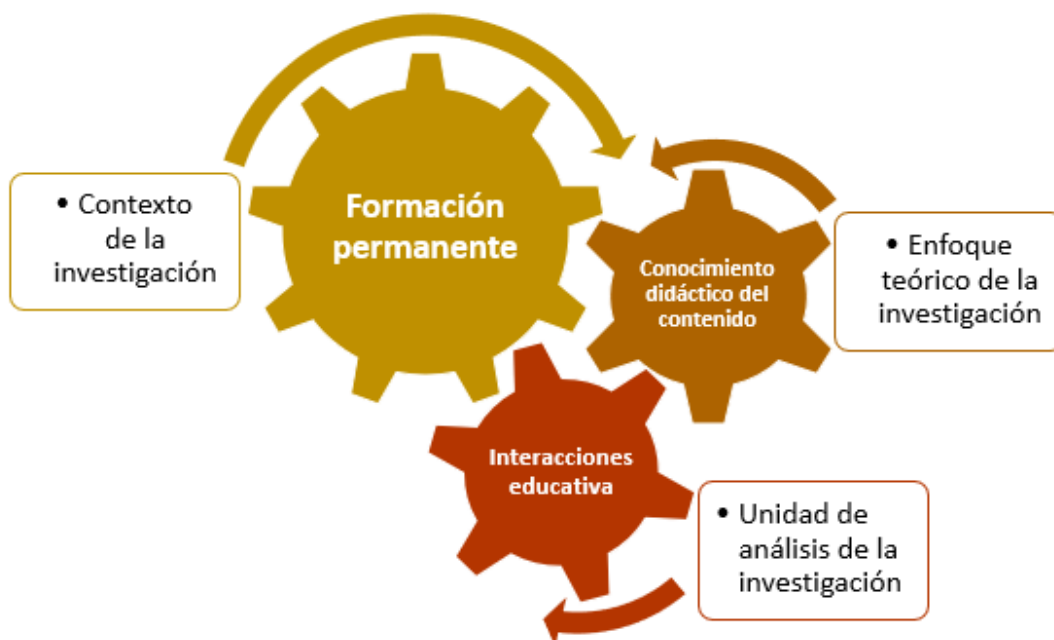 Formación
permanente
• Contexto
de la
investigación
Conocimiento
didáctico del
contenido
• Enfoque
teórico de la
investigación
Interacciones
educativa
• Unidad de
análisis de la
investigación